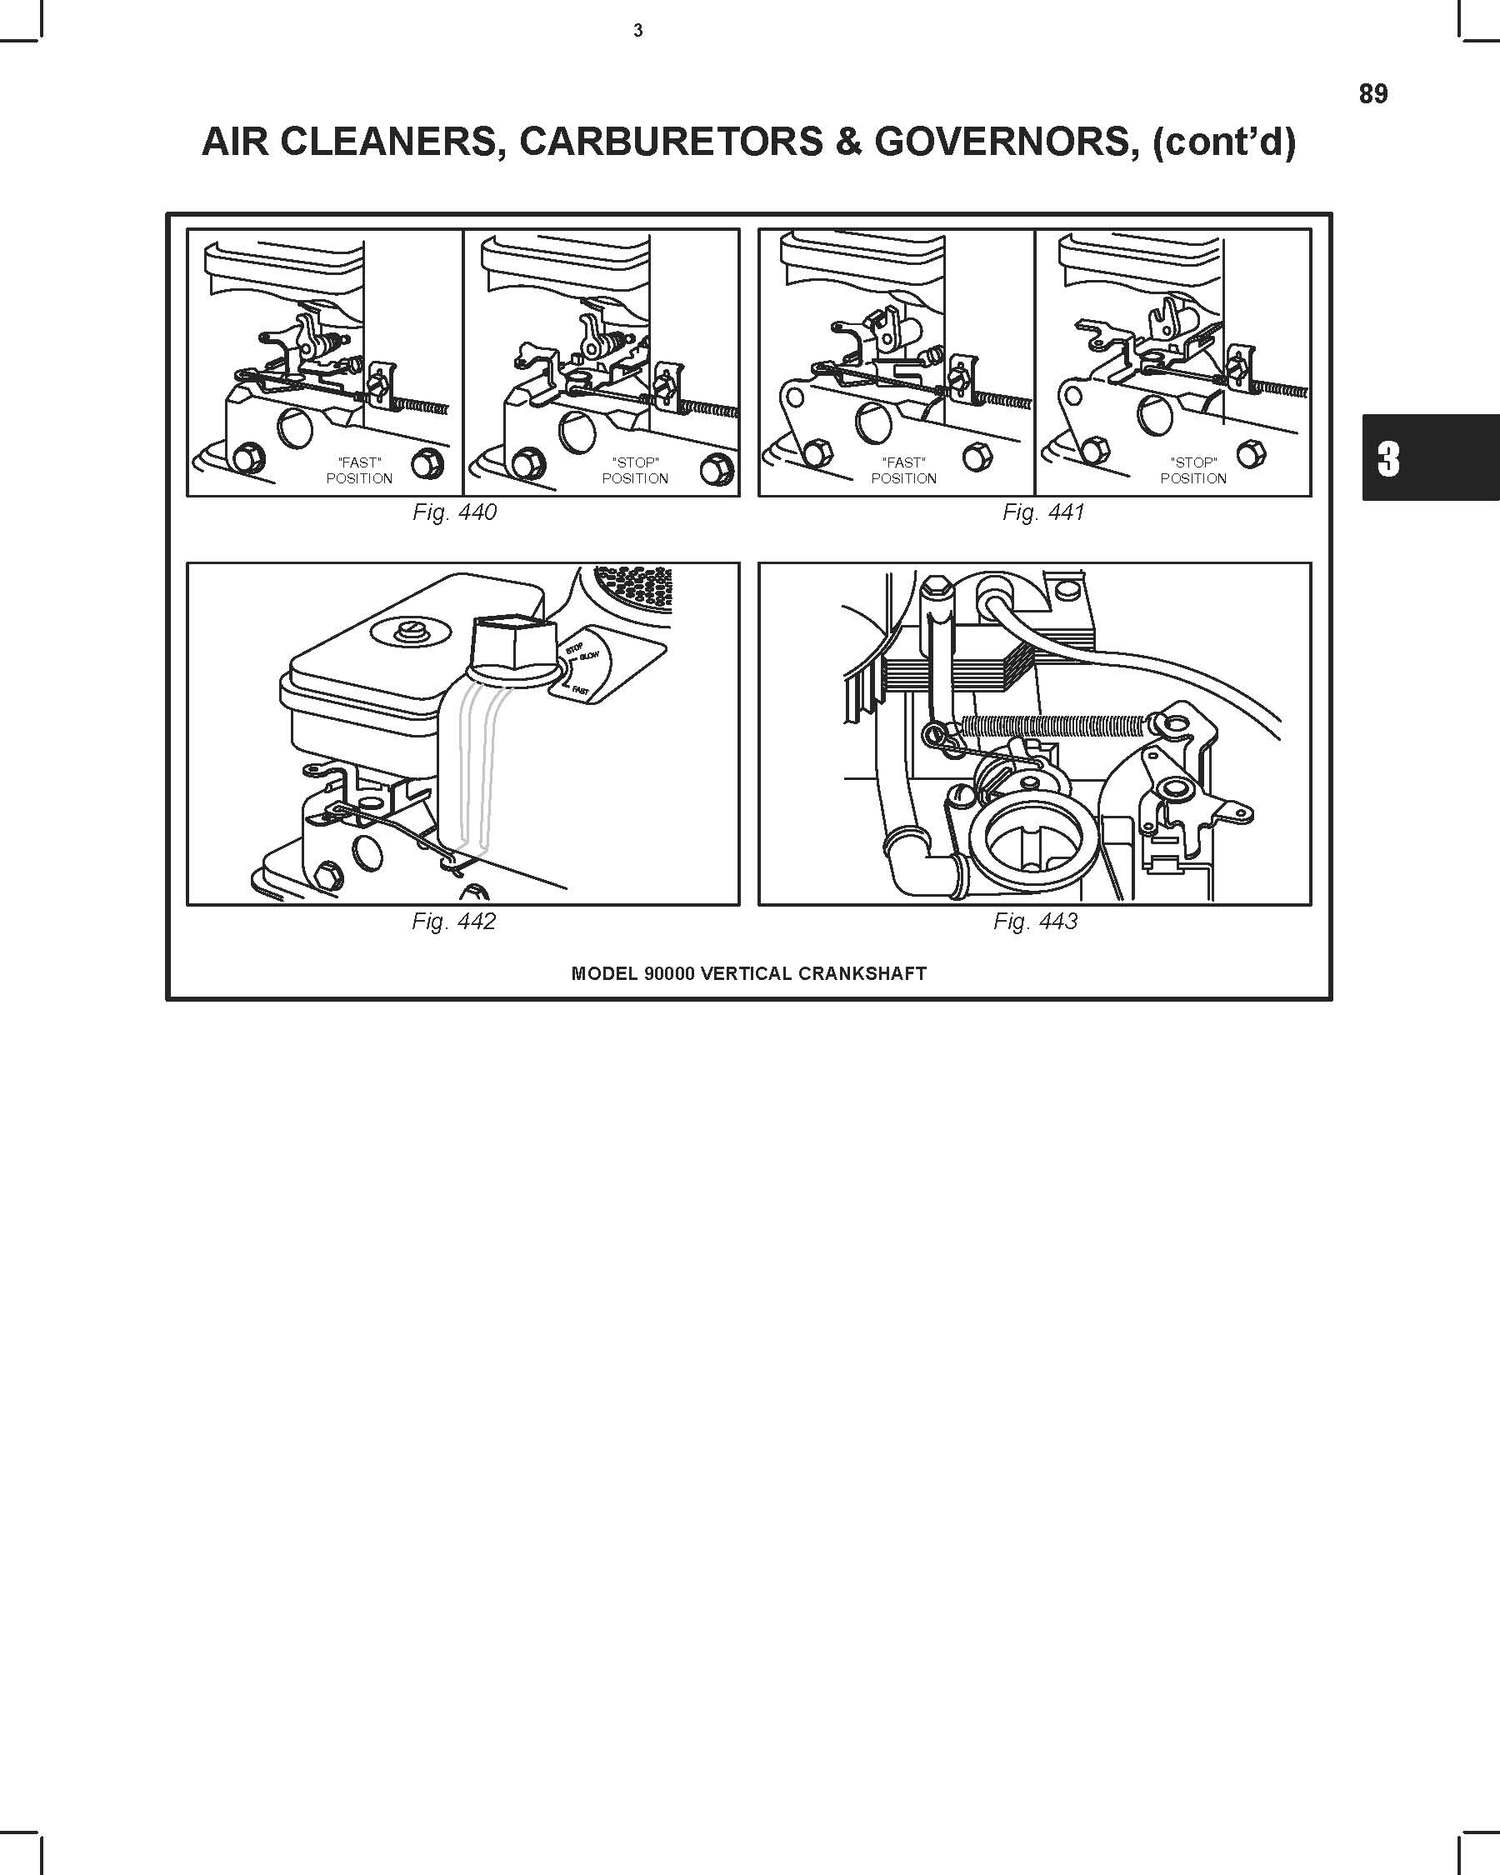 3
89
AIR CLEANERS, CARBURETORS & GOVERNORS, (cont’d)
"FAST"
POSITION
"STOP"
POSITION
"FAST"
POSITION
"STOP"
POSITION
Fig. 440
Fig. 441
3
STOP
SLOW
FAST
Fig. 442
Fig. 443
MODEL 90000 VERTICAL CRANKSHAFT